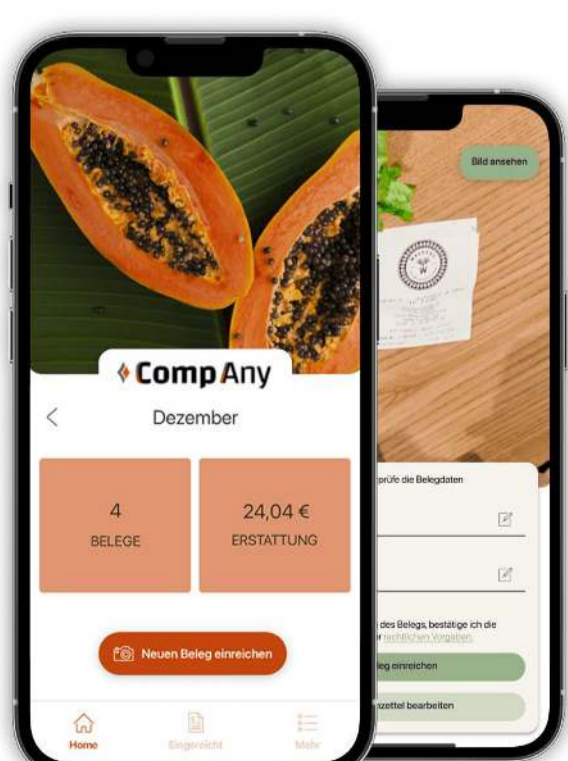 CompAny
Dezember
4
BELEGE
24,04 €
ERSTATTUNG
Neuen Beleg einreichen
Home
Eingereicht
Mehr
Bild ansehen
prüfe die Belegdaten
des Belegs, bestätige ich die
r rechtlichen Vorgaben.
leg einreichen
nzettel bearbeiten